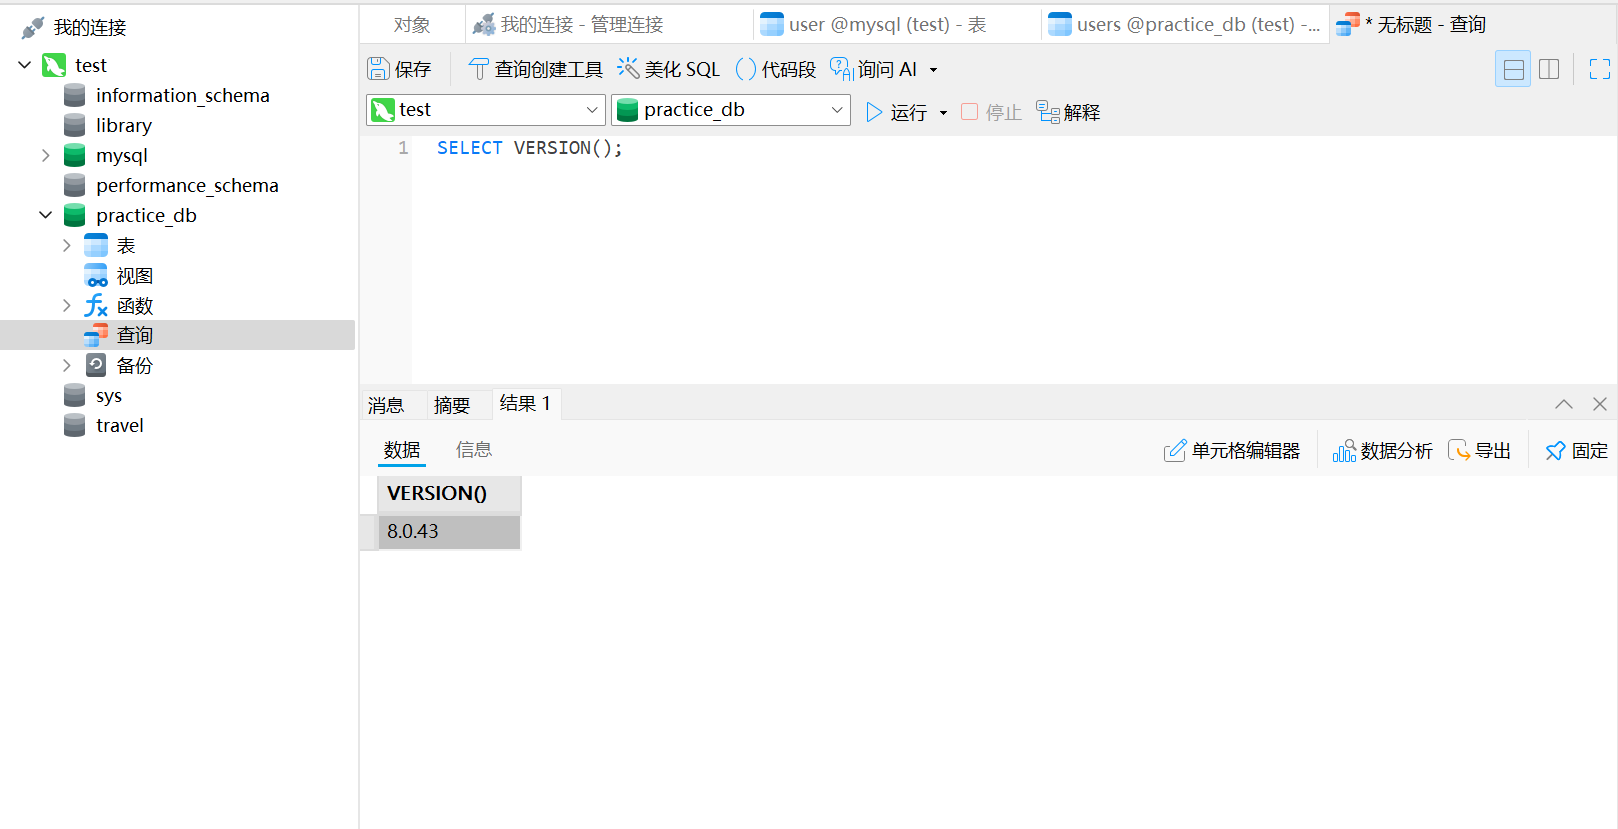 我的连接
test
information_schema
library
mysql
performance_schema
practice_db
表
视图
函数
查询
备份
sys
travel
对象 我的连接 - 管理连接 user @mysql (test) - 表 users @practice_db (test) -... * 无标题 - 查询
保存 查询创建工具 美化 SQL 代码段 询问 AI
test practice_db 运行 停止 解释
1 SELECT VERSION();
消息 摘要 结果 1
数据 信息 单元格编辑器 数据分析 导出 固定
VERSION()
8.0.43